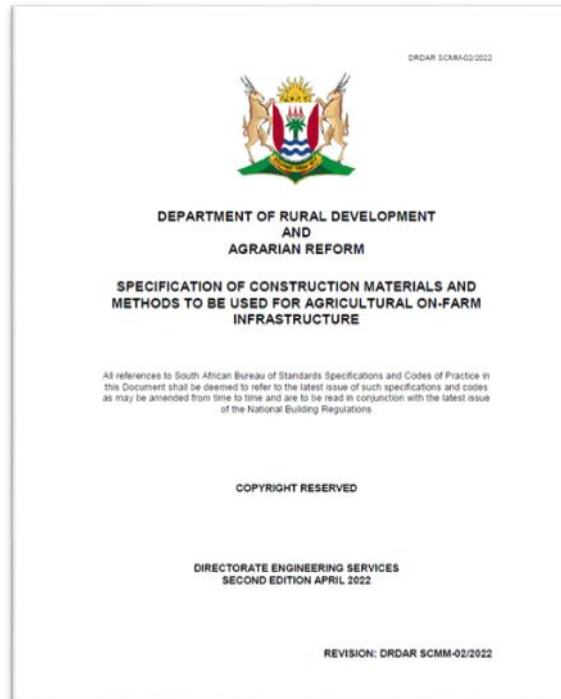 DRDAR SCMM-02/2022
DEPARTMENT OF RURAL DEVELOPMENT
AND
AGRARIAN REFORM
SPECIFICATION OF CONSTRUCTION MATERIALS AND
METHODS TO BE USED FOR AGRICULTURAL ON-FARM
INFRASTRUCTURE
All references to South African Bureau of Standards Specifications and Codes of Practice in
this Document shall be deemed to refer to the latest issue of such specifications and codes
as may be amended from time to time and are to be read in conjunction with the latest issue
of the National Building Regulations
COPYRIGHT RESERVED
DIRECTORATE ENGINEERING SERVICES
SECOND EDITION APRIL 2022
REVISION: DRDAR SCMM-02/2022